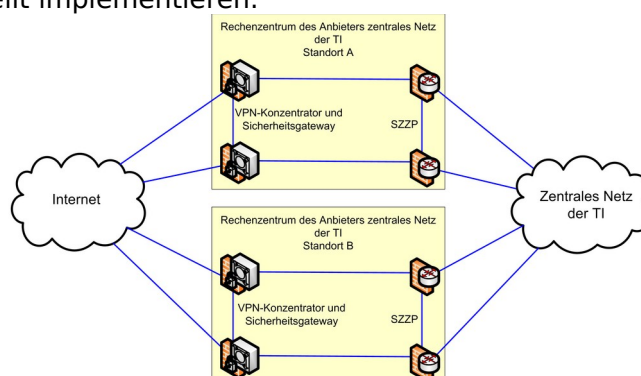 implementieren.
Rechenzentrum des Anbieters zentrales Netz
der TI
Standort A
VPN-Konzentrator und
Sicherheitsgateway
SZZP
Internet
Zentrales Netz
der TI
Rechenzentrum des Anbieters zentrales Netz
der TI
Standort B
VPN-Konzentrator und
Sicherheitsgateway
SZZP